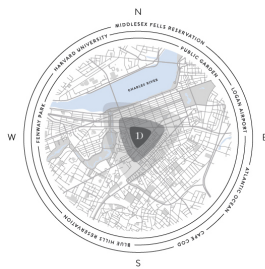 N
MIDDLESEX FELLS RESERVATION
HARVARD UNIVERSITY
PUBLIC GARDEN
LOGAN AIRPORT
CHARLES RIVER
FENWAY PARK
W
D
E
ATLANTIC OCEAN
CAPE COD
BLUE HILLS RESERVATION
S